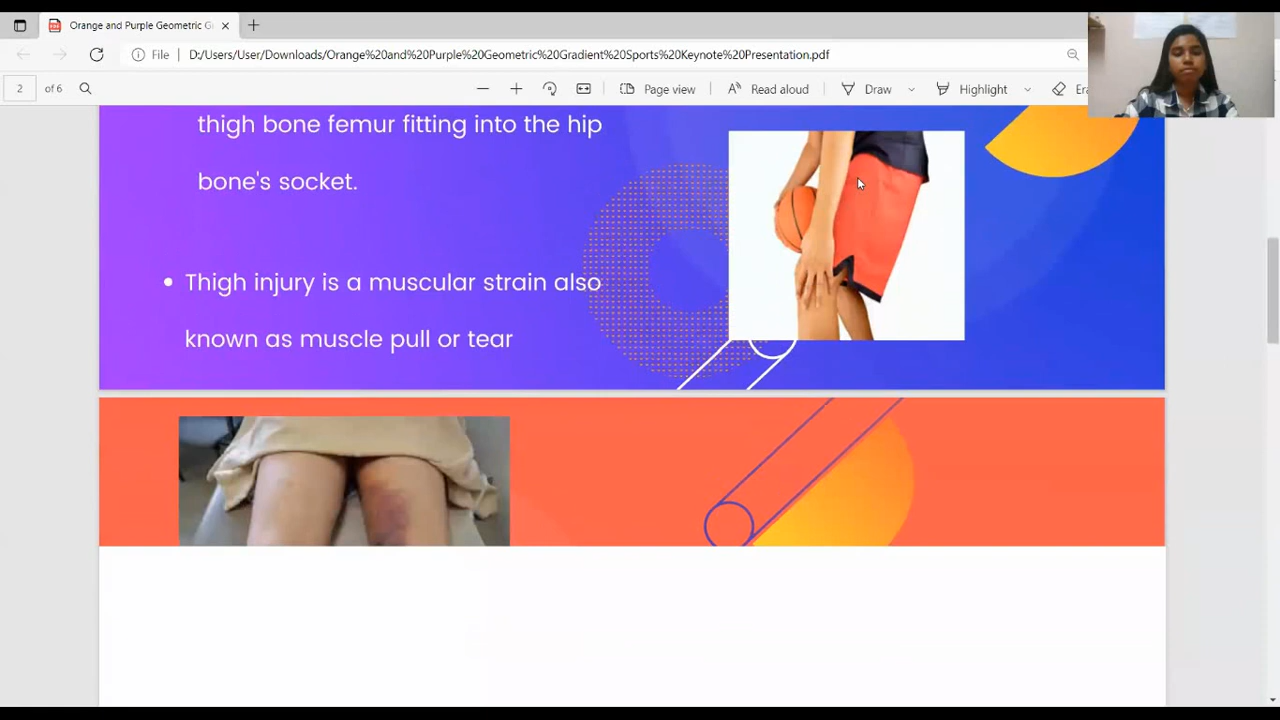 Orange and Purple Geometric G
File
D:/Users/User/Downloads/Orange%20and%20Purple%20Geometric%20Gradient%20Sports%20Keynote%20Presentation.pdf
2 of 6
Page view
Read aloud
Draw
Highlight
Era
thigh bone femur fitting into the hip
bone's socket.
• Thigh injury is a muscular strain also
known as muscle pull or tear